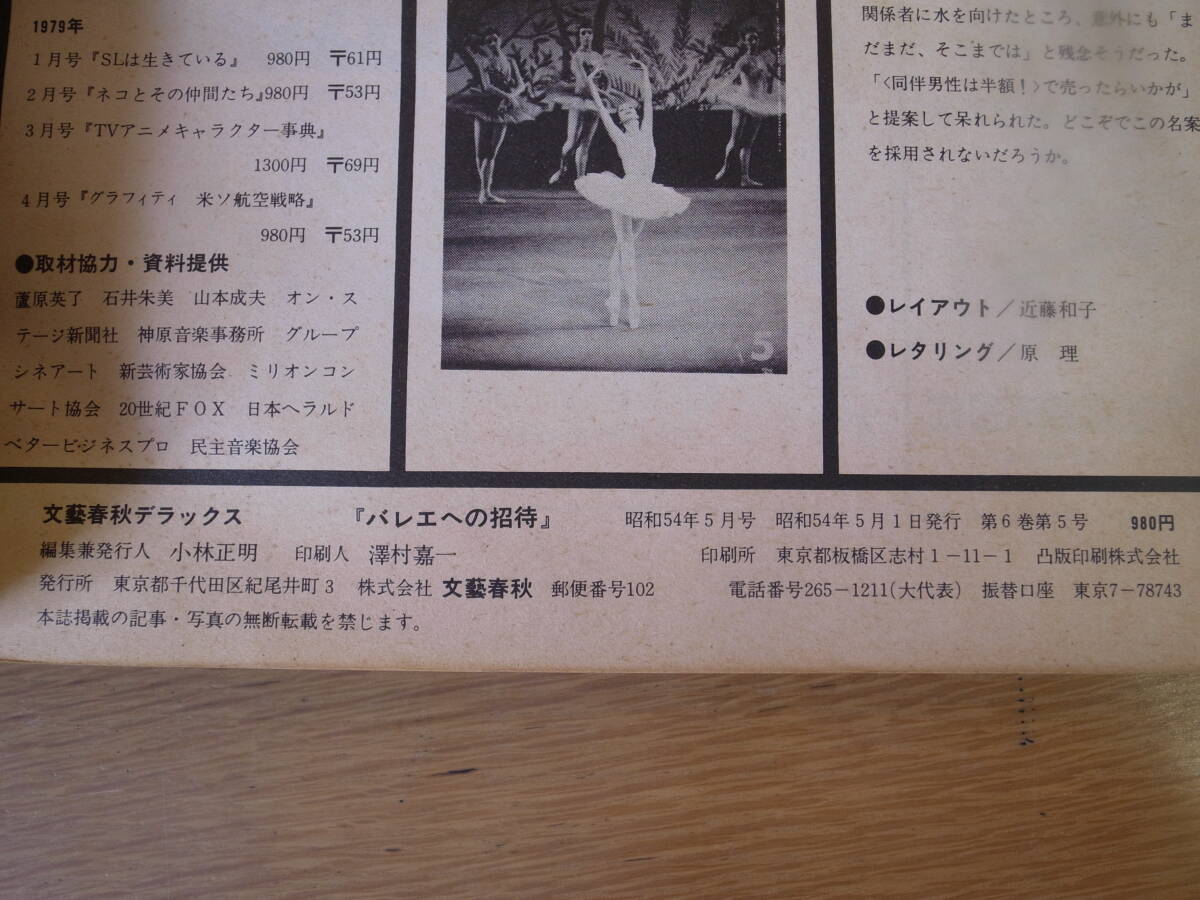 1979年
1月号『SLは生きている』 980円 〒61円
2月号『ネコとその仲間たち』980円 〒53円
3月号『TVアニメキャラクター事典』
1300円 〒69円
4月号『グラフィティ 米ソ航空戦略』
980円 〒53円
●取材協力・資料提供
蘆原英了 石井朱美 山本成夫 オン・ス
テージ新聞社 神原音楽事務所 グループ
シネアート 新芸術家協会 ミリオンコン
サート協会 20世紀FOX 日本ヘラルド
ベタービジネスプロ 民主音楽協会
5
関係者に水を向けたところ、意外にも「ま
だまだ、そこまでは」と残念そうだった。
「〈同伴男性は半額！〉で売ったらいかが」
と提案して呆れられた。どこぞでこの名案
を採用されないだろうか。
●レイアウト／近藤和子
●レタリング／原 理
文藝春秋デラックス 『バレエへの招待』 昭和54年5月号 昭和54年5月1日発行 第6巻第5号 980円
編集兼発行人 小林正明 印刷人 澤村嘉一 印刷所 東京都板橋区志村1−11−1 凸版印刷株式会社
発行所 東京都千代田区紀尾井町3 株式会社 文藝春秋 郵便番号102 電話番号265−1211(大代表) 振替口座 東京7−78743
本誌掲載の記事・写真の無断転載を禁じます。